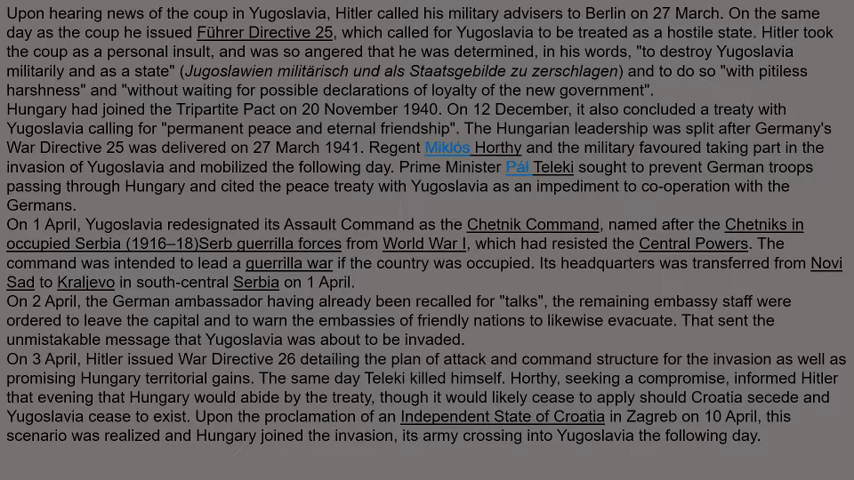 Upon hearing news of the coup in Yugoslavia, Hitler called his military advisers to Berlin on 27 March. On the same
day as the coup he issued Führer Directive 25, which called for Yugoslavia to be treated as a hostile state. Hitler took
the coup as a personal insult, and was so angered that he was determined, in his words, "to destroy Yugoslavia
militarily and as a state" (Jugoslawien militärisch und als Staatsgebilde zu zerschlagen) and to do so "with pitiless
harshness" and "without waiting for possible declarations of loyalty of the new government".
Hungary had joined the Tripartite Pact on 20 November 1940. On 12 December, it also concluded a treaty with
Yugoslavia calling for "permanent peace and eternal friendship". The Hungarian leadership was split after Germany's
War Directive 25 was delivered on 27 March 1941. Regent Miklós Horthy and the military favoured taking part in the
invasion of Yugoslavia and mobilized the following day. Prime Minister Pál Teleki sought to prevent German troops
passing through Hungary and cited the peace treaty with Yugoslavia as an impediment to co-operation with the
Germans.
On 1 April, Yugoslavia redesignated its Assault Command as the Chetnik Command, named after the Chetniks in
occupied Serbia (1916–18)Serb guerrilla forces from World War I, which had resisted the Central Powers. The
command was intended to lead a guerrilla war if the country was occupied. Its headquarters was transferred from Novi
Sad to Kraljevo in south-central Serbia on 1 April.
On 2 April, the German ambassador having already been recalled for "talks", the remaining embassy staff were
ordered to leave the capital and to warn the embassies of friendly nations to likewise evacuate. That sent the
unmistakable message that Yugoslavia was about to be invaded.
On 3 April, Hitler issued War Directive 26 detailing the plan of attack and command structure for the invasion as well as
promising Hungary territorial gains. The same day Teleki killed himself. Horthy, seeking a compromise, informed Hitler
that evening that Hungary would abide by the treaty, though it would likely cease to apply should Croatia secede and
Yugoslavia cease to exist. Upon the proclamation of an Independent State of Croatia in Zagreb on 10 April, this
scenario was realized and Hungary joined the invasion, its army crossing into Yugoslavia the following day.